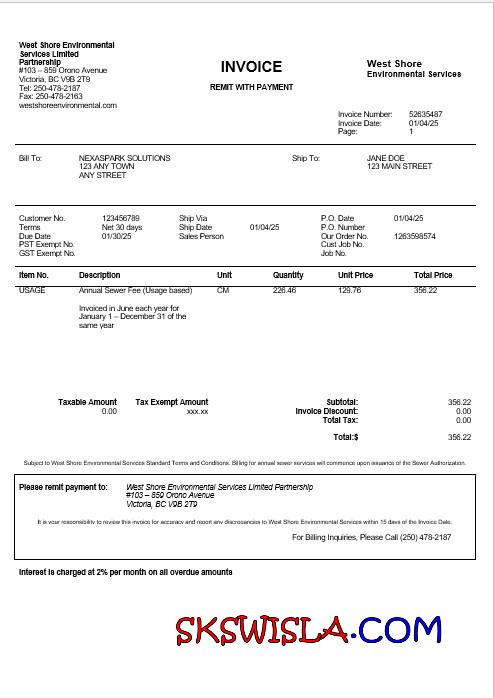 West Shore Environmental
Services Limited
Partnership
#103 – 859 Orono Avenue
Victoria, BC V9B 2T9
Tel: 250-478-2187
Fax: 250-478-2163
westshoreenvironmental.com
INVOICE
REMIT WITH PAYMENT
West Shore
Environmental Services
Invoice Number: 52635487
Invoice Date: 01/04/25
Page: 1
Bill To: NEXASPARK SOLUTIONS
123 ANY TOWN
ANY STREET
Ship To: JANE DOE
123 MAIN STREET
Customer No. 123456789 Ship Via P.O. Date 01/04/25
Terms Net 30 days Ship Date 01/04/25 P.O. Number
Due Date 01/30/25 Sales Person Our Order No. 1263598574
PST Exempt No. Cust Job No.
GST Exempt No. Job No.
Item No. Description Unit Quantity Unit Price Total Price
USAGE Annual Sewer Fee (Usage based) CM 226.46 129.76 356.22
Invoiced in June each year for
January 1 – December 31 of the
same year
Taxable Amount Tax Exempt Amount Subtotal: 356.22
0.00 xxx.xx Invoice Discount: 0.00
Total Tax: 0.00
Total:$ 356.22
Subject to West Shore Environmental Services Standard Terms and Conditions. Billing for annual sewer services will commence upon issuance of the Sewer Authorization.
Please remit payment to: West Shore Environmental Services Limited Partnership
#103 – 859 Orono Avenue
Victoria, BC V9B 2T9
It is your responsibility to review this invoice for accuracy and report any discrepancies to West Shore Environmental Services within 15 days of the Invoice Date.
For Billing Inquiries, Please Call (250) 478-2187
Interest is charged at 2% per month on all overdue amounts
SKSWISLA.COM